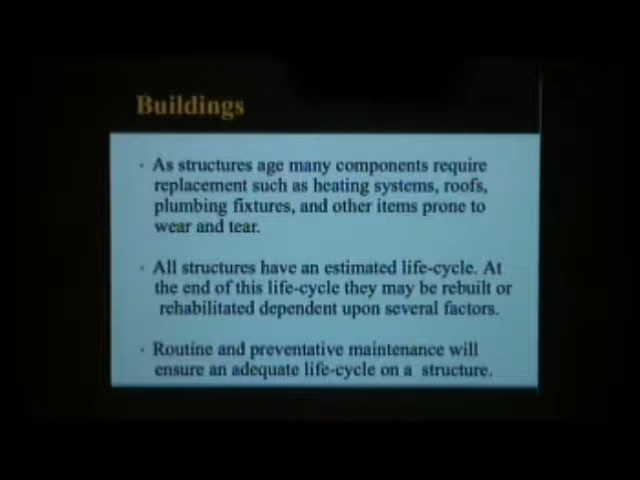 Buildings
· As structures age many components require
replacement such as heating systems, roofs,
plumbing fixtures, and other items prone to
wear and tear.
· All structures have an estimated life-cycle. At
the end of this life-cycle they may be rebuilt or
rehabilitated dependent upon several factors.
· Routine and preventative maintenance will
ensure an adequate life-cycle on a structure.